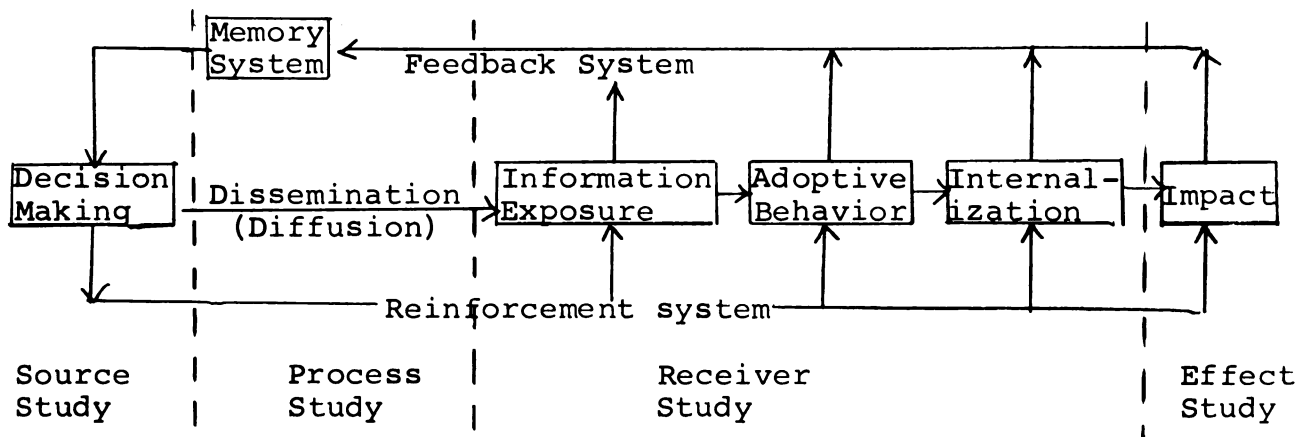 Memory
System
Feedback System
Decision
Making
Dissemination
(Diffusion)
Information
Exposure
Adoptive
Behavior
Internal-
ization
Impact
Reinforcement system
Source
Study
Process
Study
Receiver
Study
Effect
Study